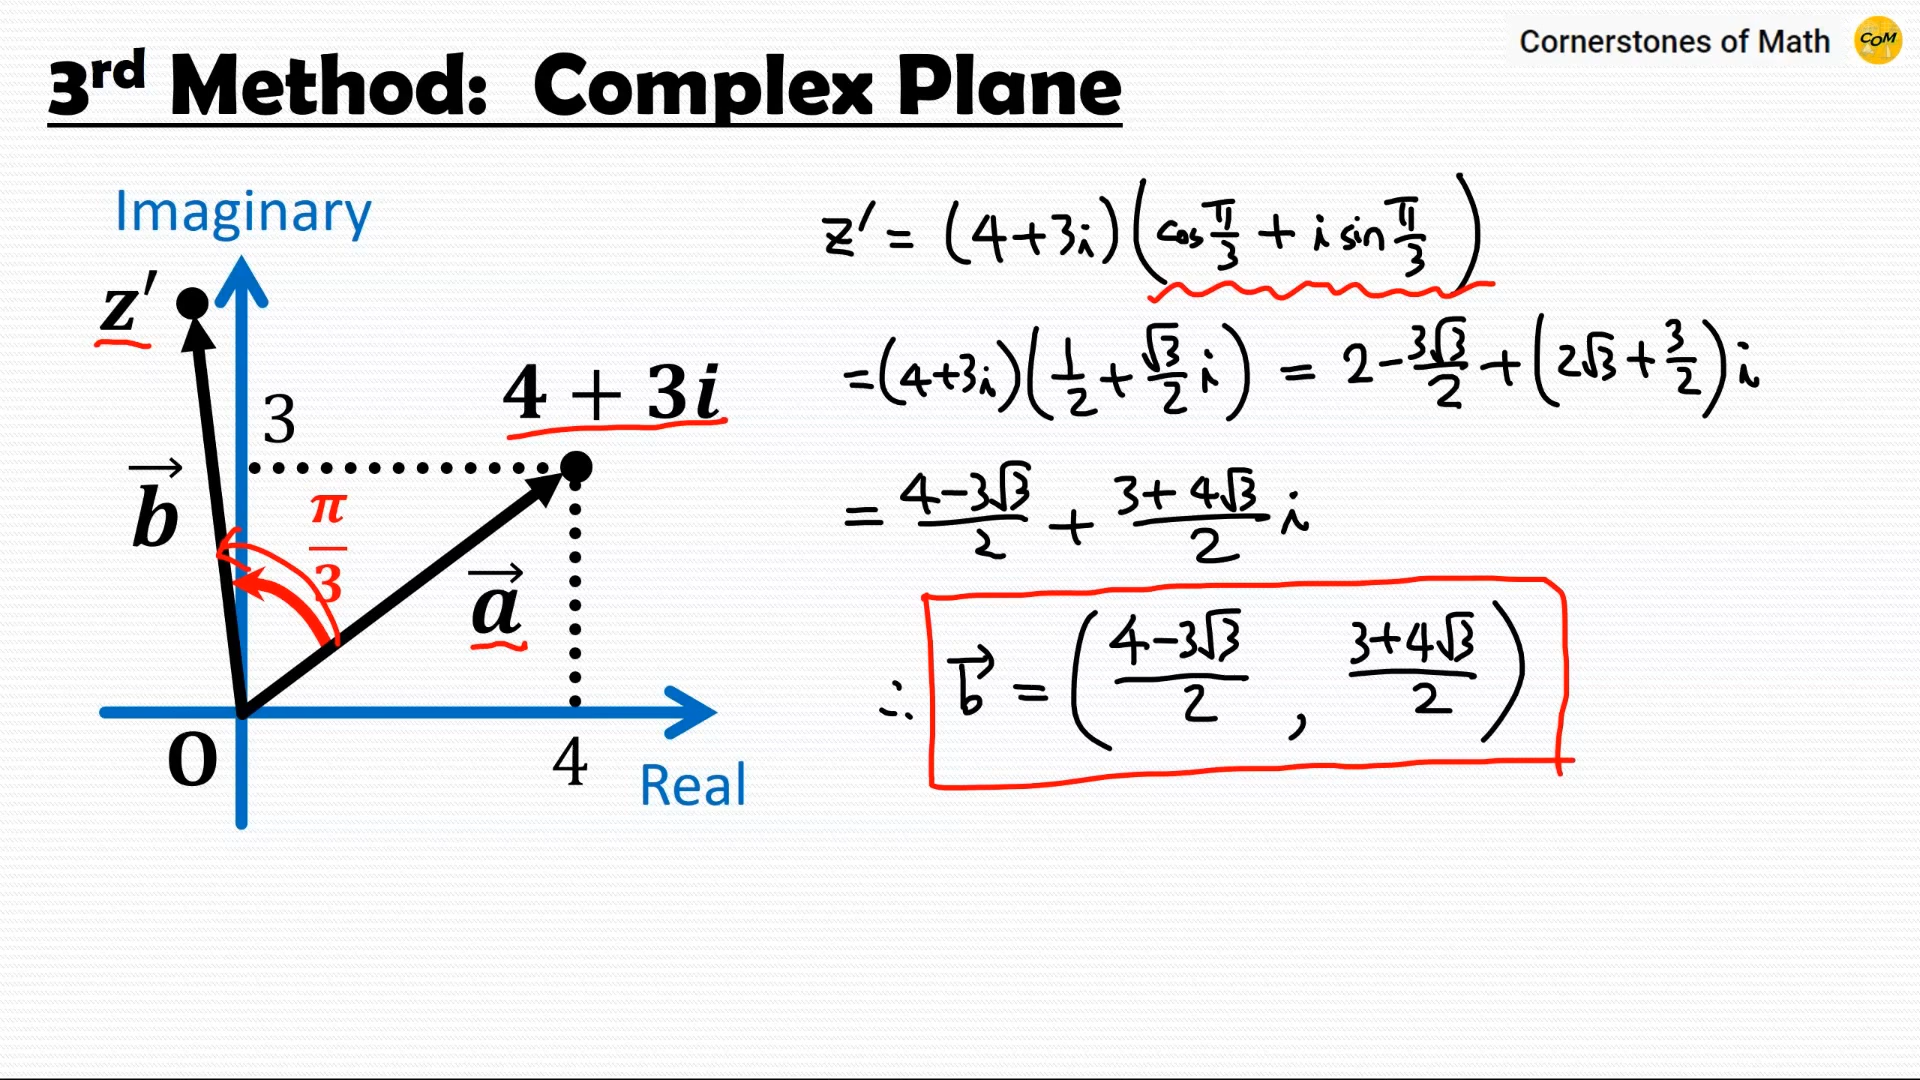 Cornerstones of Math
COM
3rd Method: Complex Plane
Imaginary
z′
3
4 + 3i
b⃗
π/3
a⃗
O
4
Real
z′ = (4+3i)(cos π/3 + i sin π/3)
= (4+3i)(1/2 + √3/2 i) = 2 - 3√3/2 + (2√3 + 3/2)i
= (4-3√3)/2 + (3+4√3)/2 i
∴ b⃗ = ((4-3√3)/2 , (3+4√3)/2)